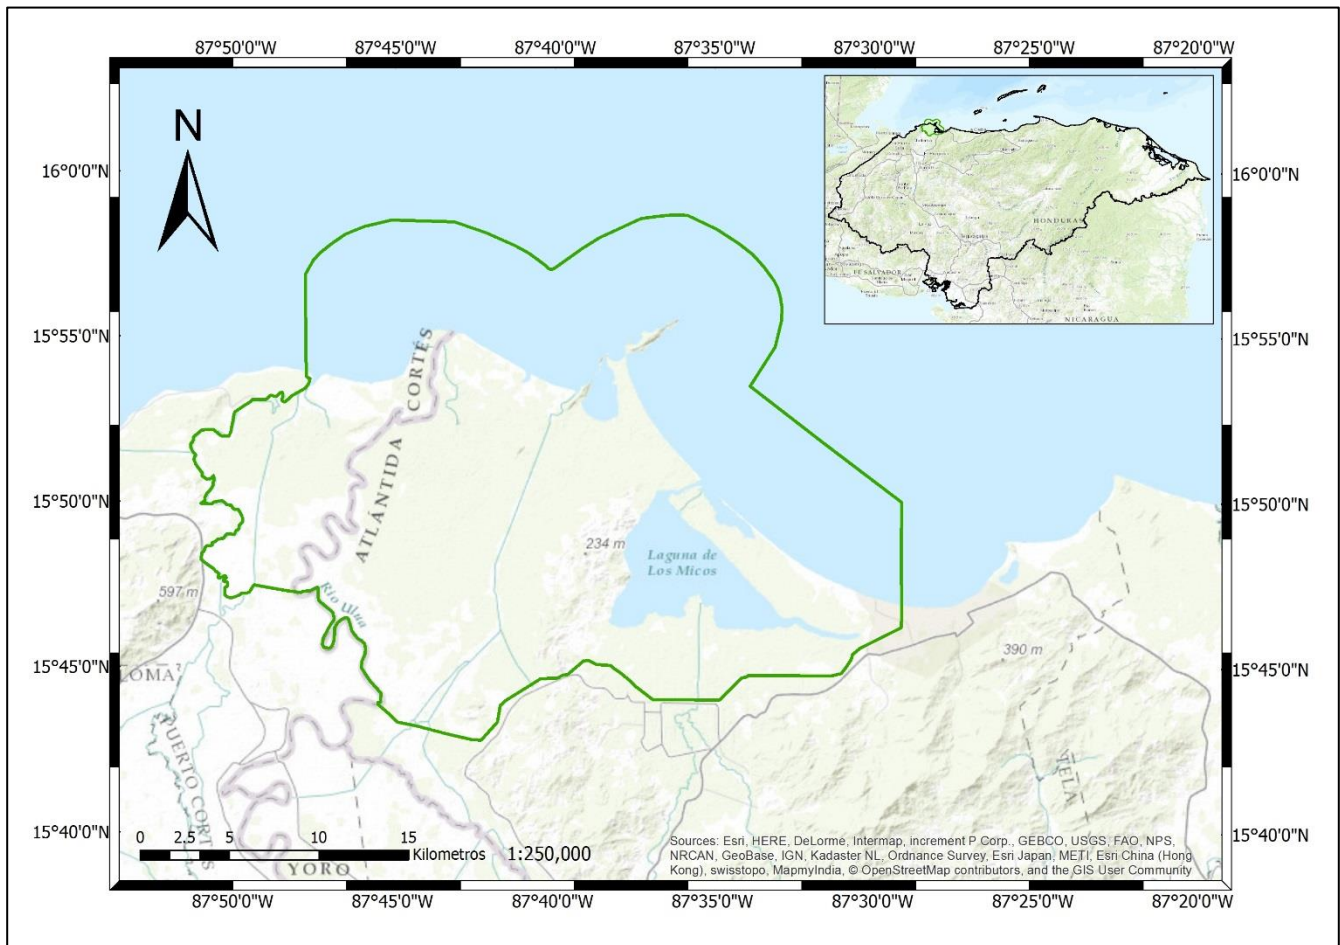 87°50'0"W 87°45'0"W 87°40'0"W 87°35'0"W 87°30'0"W 87°25'0"W 87°20'0"W
N
16°0'0"N
16°0'0"N
HONDURAS
EL SALVADOR
NICARAGUA
15°55'0"N
15°55'0"N
CORTÉS
ATLÁNTIDA
15°50'0"N
15°50'0"N
234 m
Laguna de
Los Micos
597 m
Río Ulua
390 m
15°45'0"N
15°45'0"N
LOMA
PUERTO CORTES
TELA
15°40'0"N
15°40'0"N
0 2,5 5 10 15
Kilometros
1:250,000
YORO
Sources: Esri, HERE, DeLorme, Intermap, increment P Corp., GEBCO, USGS, FAO, NPS,
NRCAN, GeoBase, IGN, Kadaster NL, Ordnance Survey, Esri Japan, METI, Esri China (Hong
Kong), swisstopo, MapmyIndia, © OpenStreetMap contributors, and the GIS User Community
87°50'0"W 87°45'0"W 87°40'0"W 87°35'0"W 87°30'0"W 87°25'0"W 87°20'0"W